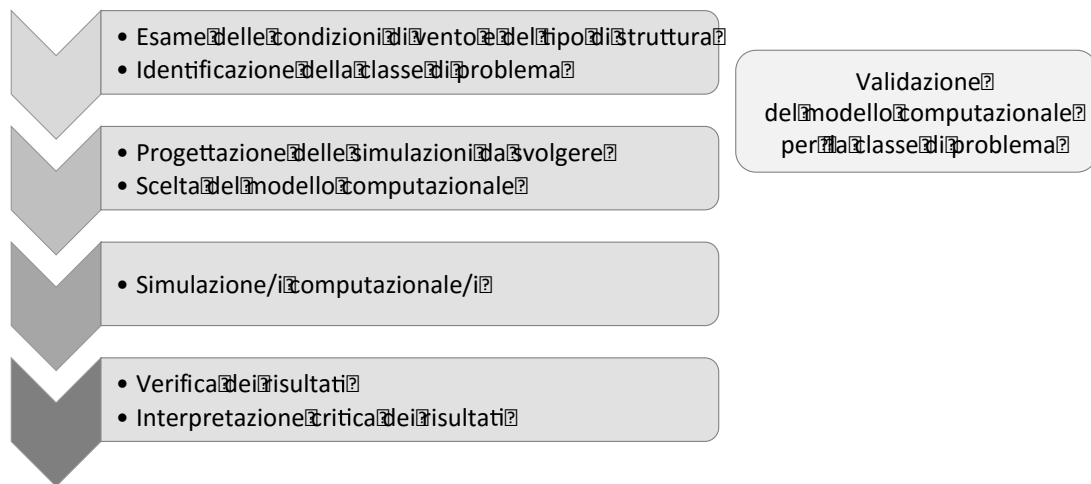 • Esame delle condizioni di vento e del tipo di struttura
• Identificazione della classe di problema
Validazione
del modello computazionale
per la classe di problema
• Progettazione delle simulazioni da svolgere
• Scelta del modello computazionale
• Simulazione/i computazionale/i
• Verifica dei risultati
• Interpretazione critica dei risultati